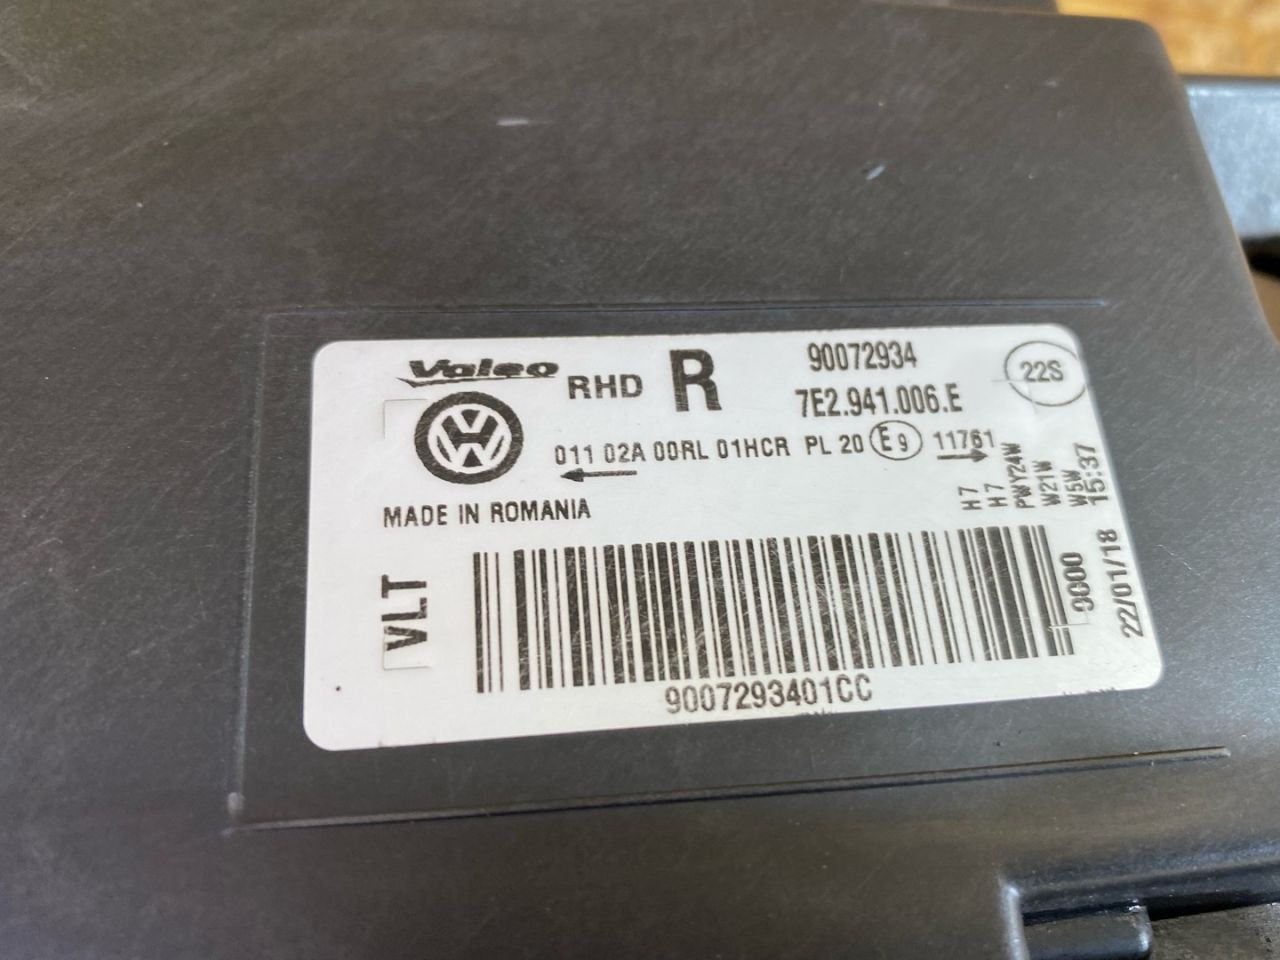 Valeo RHD R 90072934
7E2.941.006.E
22S
011 02A 00RL 01HCR PL 20 E9 11761
MADE IN ROMANIA
H7
H7
PWY24W
W21W
W5W
15:37
22/01/18
9000
VLT
9007293401CC